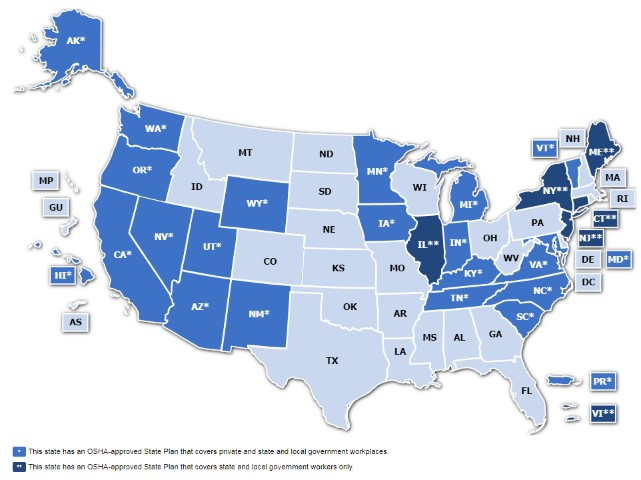 AK*
WA*
MT
ND
MN*
VT*
NH
ME**
OR*
ID
SD
WI
MI*
NY**
MA
RI
MP
WY*
IA*
PA
CT**
GU
NV*
UT*
NE
IL**
IN*
OH
NJ**
CA*
CO
KS
MO
WV
VA*
DE
MD*
HI*
KY*
DC
AZ*
NM*
OK
AR
TN*
NC*
AS
MS
AL
GA
SC*
TX
LA
FL
PR*
VI**
* This state has an OSHA-approved State Plan that covers private and state and local government workplaces.
** This state has an OSHA-approved State Plan that covers state and local government workers only.